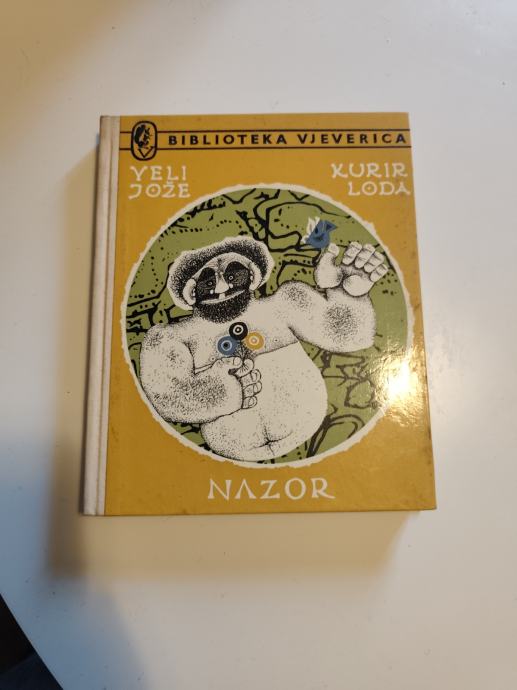 BIBLIOTEKA VJEVERICA
VELI
JOŽE
KURIR
LODA
NAZOR